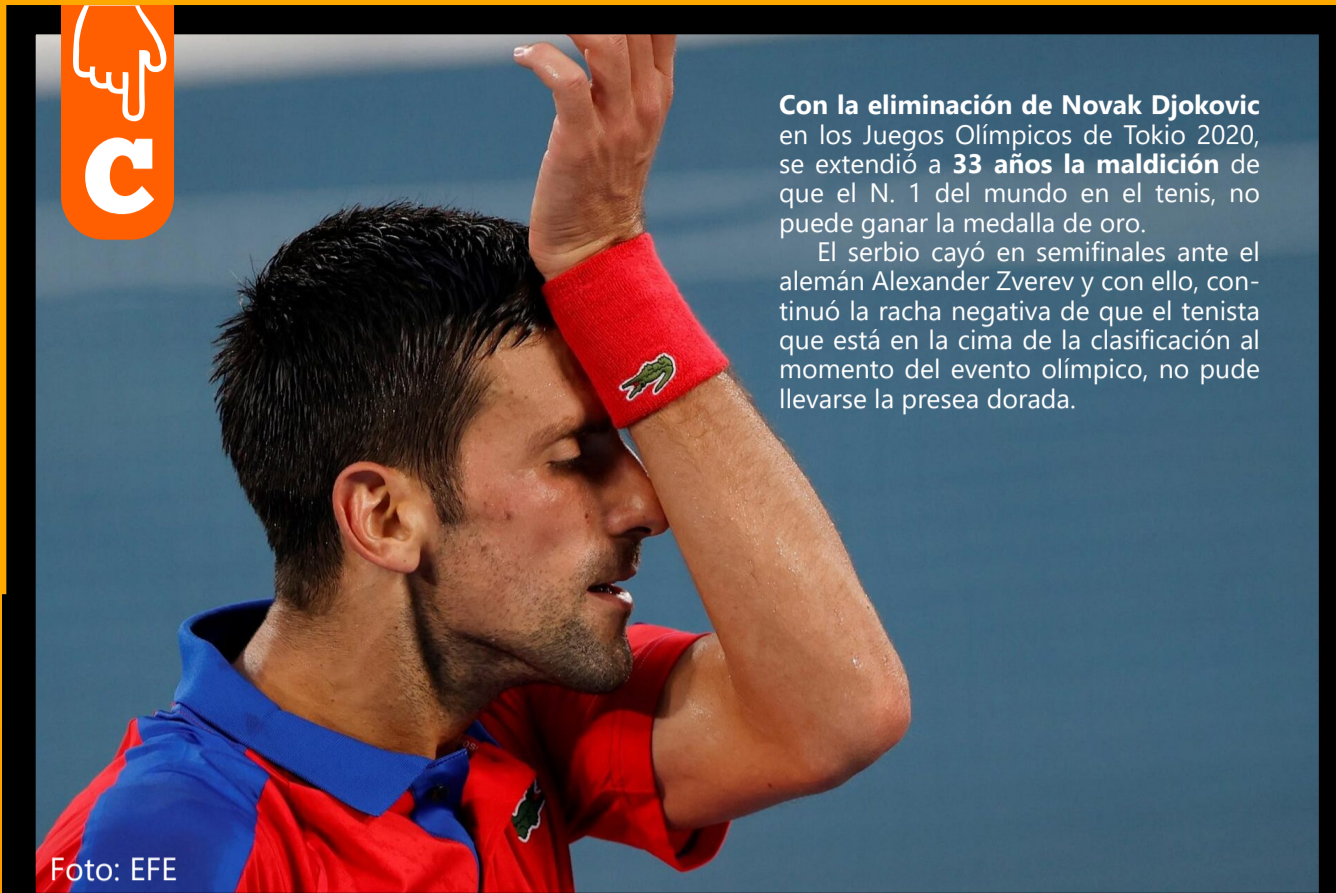 C
Con la eliminación de Novak Djokovic
en los Juegos Olímpicos de Tokio 2020,
se extendió a 33 años la maldición de
que el N. 1 del mundo en el tenis, no
puede ganar la medalla de oro.
El serbio cayó en semifinales ante el
alemán Alexander Zverev y con ello, con-
tinuó la racha negativa de que el tenista
que está en la cima de la clasificación al
momento del evento olímpico, no pude
llevarse la presea dorada.
Foto: EFE